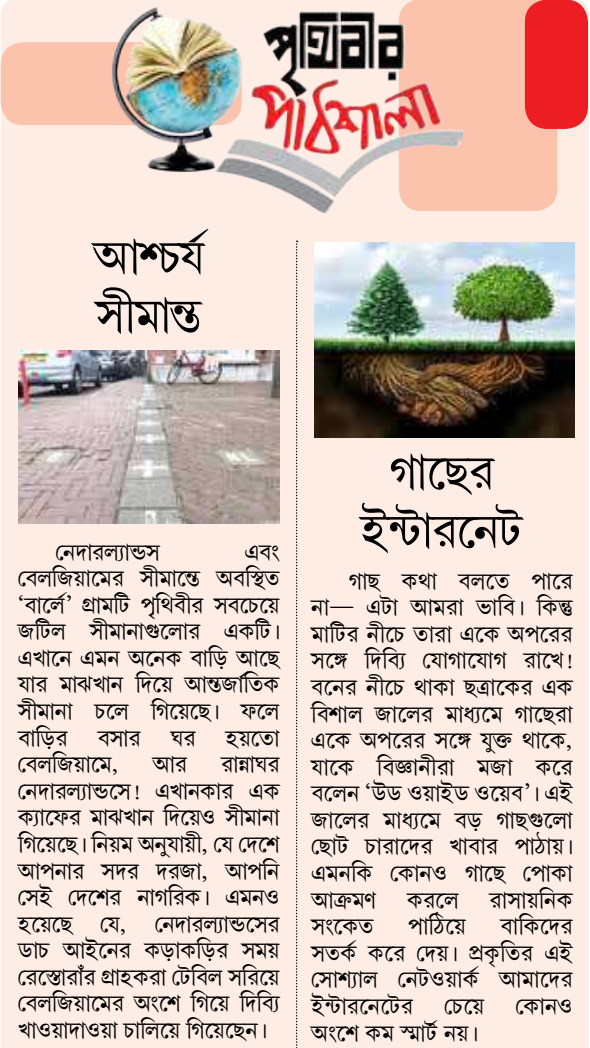 পৃথিবীর
পাঠশালা
আশ্চর্য
সীমান্ত
নেদারল্যান্ডস এবং
বেলজিয়ামের সীমান্তে অবস্থিত
‘বার্লে’ গ্রামটি পৃথিবীর সবচেয়ে
জটিল সীমানাগুলোর একটি।
এখানে এমন অনেক বাড়ি আছে
যার মাঝখান দিয়ে আন্তর্জাতিক
সীমানা চলে গিয়েছে। ফলে
বাড়ির বসার ঘর হয়তো
বেলজিয়ামে, আর রান্নাঘর
নেদারল্যান্ডসে! এখানকার এক
ক্যাফের মাঝখান দিয়েও সীমানা
গিয়েছে। নিয়ম অনুযায়ী, যে দেশে
আপনার সদর দরজা, আপনি
সেই দেশের নাগরিক। এমনও
হয়েছে যে, নেদারল্যান্ডসের
ডাচ আইনের কড়াকড়ির সময়
রেস্তোরাঁর গ্রাহকরা টেবিল সরিয়ে
বেলজিয়ামের অংশে গিয়ে দিব্যি
খাওয়াদাওয়া চালিয়ে গিয়েছেন।
গাছের
ইন্টারনেট
গাছ কথা বলতে পারে
না— এটা আমরা ভাবি। কিন্তু
মাটির নীচে তারা একে অপরের
সঙ্গে দিব্যি যোগাযোগ রাখে!
বনের নীচে থাকা ছত্রাকের এক
বিশাল জালের মাধ্যমে গাছেরা
একে অপরের সঙ্গে যুক্ত থাকে,
যাকে বিজ্ঞানীরা মজা করে
বলেন ‘উড ওয়াইড ওয়েব’। এই
জালের মাধ্যমে বড় গাছগুলো
ছোট চারাদের খাবার পাঠায়।
এমনকি কোনও গাছে পোকা
আক্রমণ করলে রাসায়নিক
সংকেত পাঠিয়ে বাকিদের
সতর্ক করে দেয়। প্রকৃতির এই
সোশ্যাল নেটওয়ার্ক আমাদের
ইন্টারনেটের চেয়ে কোনও
অংশে কম স্মার্ট নয়।